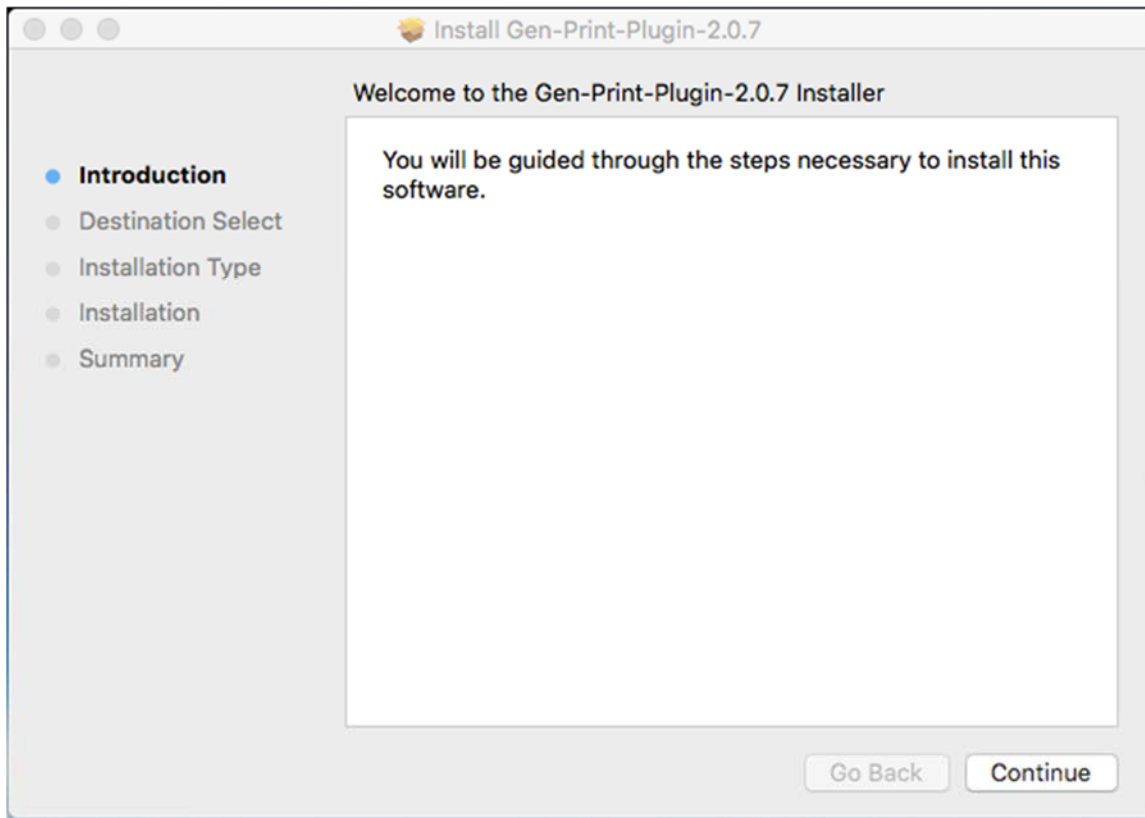 Install Gen-Print-Plugin-2.0.7
Welcome to the Gen-Print-Plugin-2.0.7 Installer
Introduction
Destination Select
Installation Type
Installation
Summary
You will be guided through the steps necessary to install this
software.
Go Back
Continue